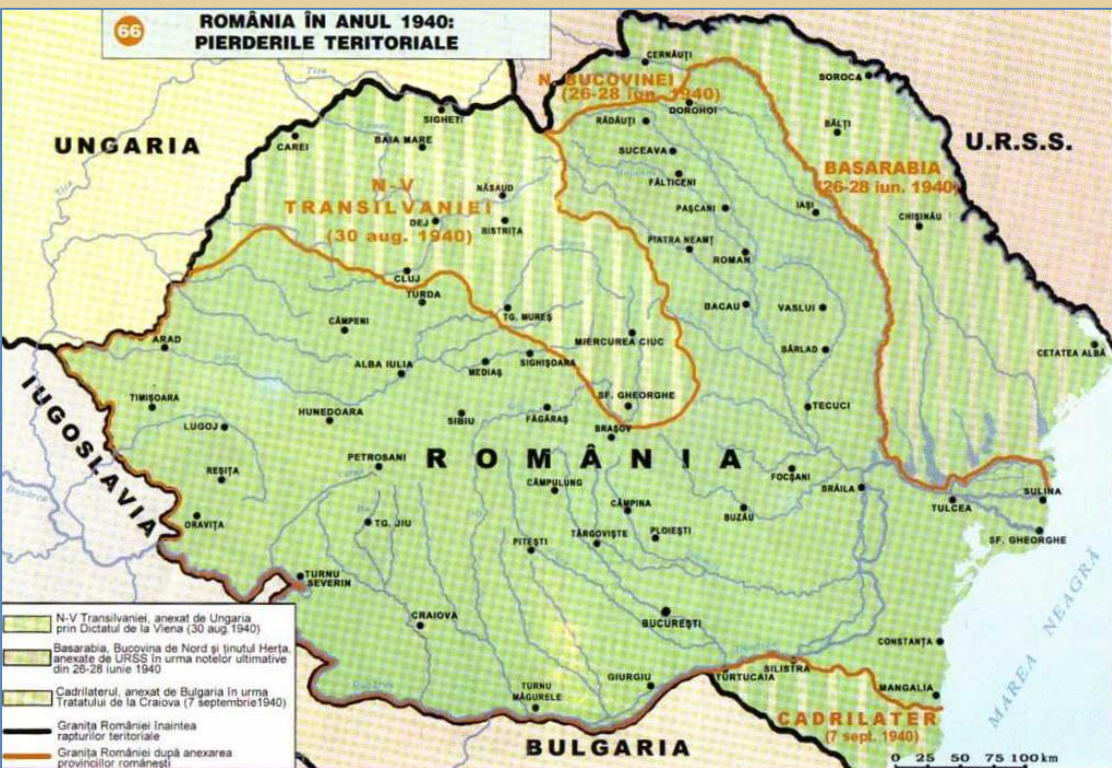 66
ROMÂNIA ÎN ANUL 1940:
PIERDERILE TERITORIALE
UNGARIA
U.R.S.S.
IUGOSLAVIA
BULGARIA
ROMÂNIA
MAREA NEAGRĂ
N. BUCOVINEI
(26-28 iun. 1940)
BASARABIA
(26-28 iun. 1940)
N-V
TRANSILVANIEI
(30 aug. 1940)
CADRILATER
(7 sept. 1940)
CERNĂUȚI
SOROCA
DOROHOI
RĂDĂUȚI
BĂLȚI
SIGHETI
CAREI
BAIA MARE
SUCEAVA
FĂLTICENI
NĂSAUD
PAȘCANI
IAȘI
CHIȘINĂU
DEJ
BISTRIȚA
PIATRA NEAMȚ
ROMAN
CLUJ
TURDA
TG. MUREȘ
BACAU
VASLUI
CÂMPENI
MIERCUREA CIUC
ARAD
BÂRLAD
CETATEA ALBĂ
ALBA IULIA
MEDIAȘ
SIGHIȘOARA
TIMIȘOARA
HUNEDOARA
SIBIU
FĂGĂRAȘ
SF. GHEORGHE
TECUCI
LUGOJ
BRAȘOV
PETROSANI
REȘIȚA
CÂMPULUNG
FOCȘANI
BRĂILA
TULCEA
SULINA
ORAVIȚA
TG. JIU
CÂMPINA
BUZĂU
PITEȘTI
TÂRGOVIȘTE
PLOIEȘTI
SF. GHEORGHE
TURNU
SEVERIN
CRAIOVA
BUCUREȘTI
CONSTANȚA
TURNU
MĂGURELE
GIURGIU
TURTUCAIA
SILISTRA
MANGALIA
Tisa
Tisa
Dunărea
N-V Transilvaniei, anexat de Ungaria
prin Dictatul de la Viena (30 aug.1940)
Basarabia, Bucovina de Nord și ținutul Herța,
anexate de URSS în urma notelor ultimative
din 26-28 iunie 1940
Cadrilaterul, anexat de Bulgaria în urma
Tratatului de la Craiova (7 septembrie1940)
Granița României înaintea
rapturilor teritoriale
Granița României după anexarea
provinciilor românești
0 25 50 75 100 km